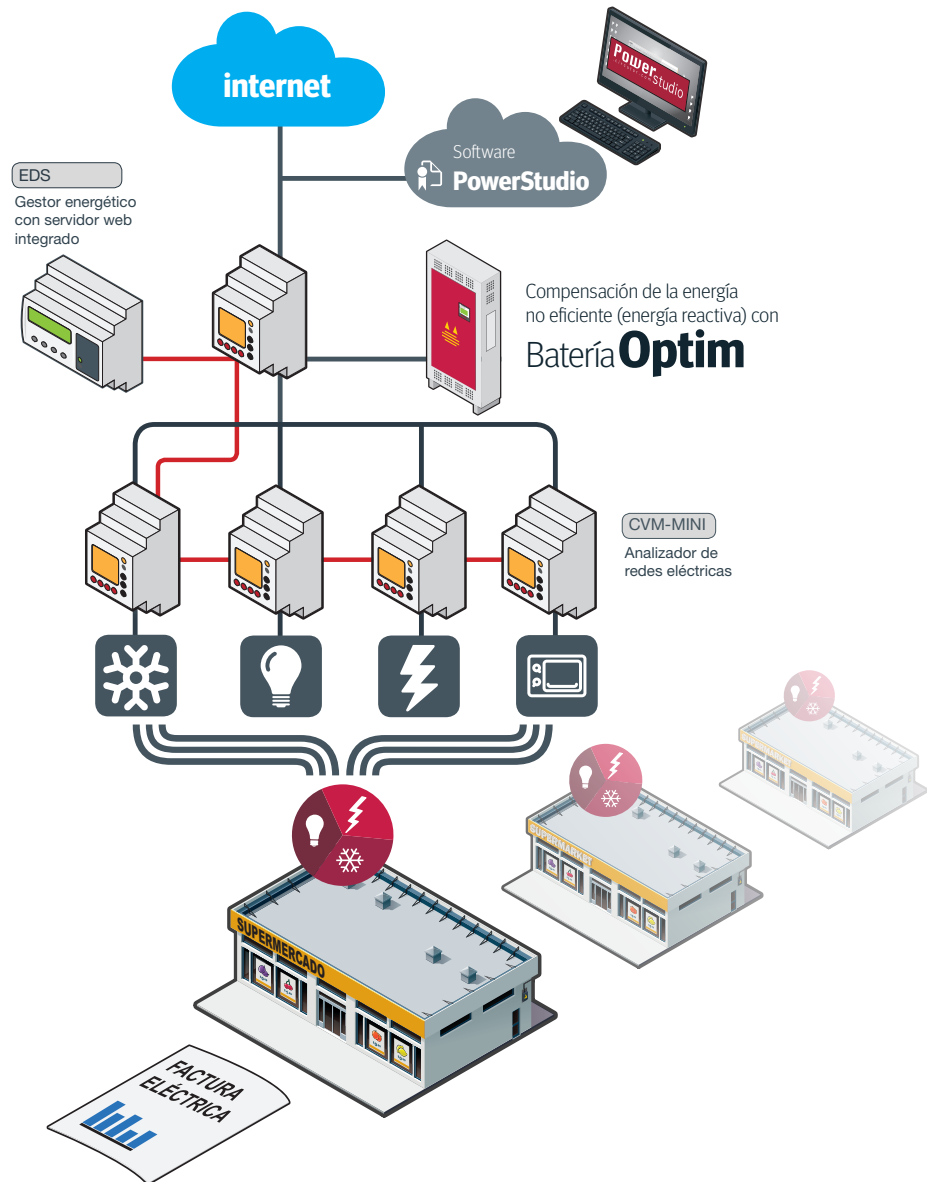 internet
Power
studio
Software
PowerStudio
EDS
Gestor energético
con servidor web
integrado
Compensación de la energía
no eficiente (energía reactiva) con
Batería Optim
CVM-MINI
Analizador de
redes eléctricas
SUPERMARKET
SUPERMARKET
SUPERMERCADO
FACTURA
ELÉCTRICA